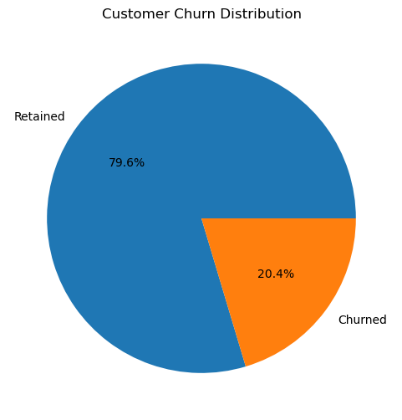 Customer Churn Distribution
Retained
79.6%
20.4%
Churned